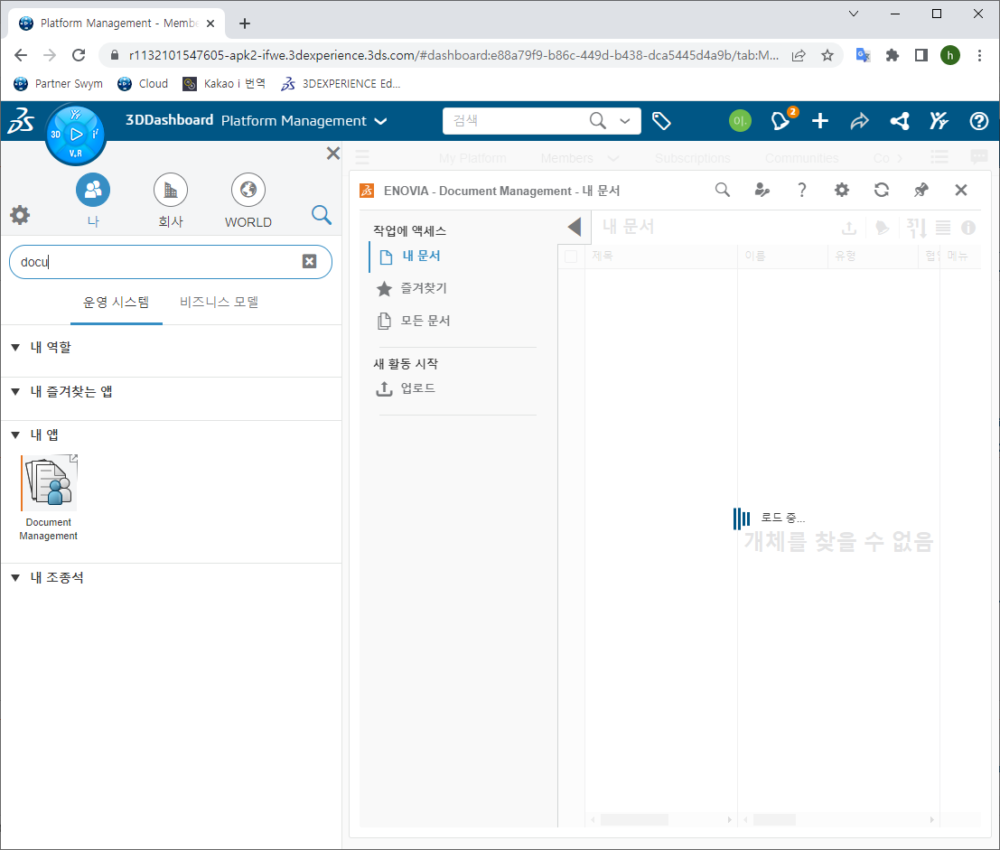 Platform Management - Membe
r1132101547605-apk2-ifwe.3dexperience.3ds.com/#dashboard:e88a79f9-b86c-449d-b438-dca5445d4a9b/tab:M...
h
Partner Swym
Cloud
Kakao i 번역
3DEXPERIENCE Ed...
3D
V.R
3DDashboard Platform Management
검색
이.
2
My Platform
Members
Subscriptions
Communities
Co
나
회사
WORLD
docu
운영 시스템
비즈니스 모델
내 역할
내 즐겨찾는 앱
내 앱
Document
Management
내 조종석
ENOVIA - Document Management - 내 문서
작업에 액세스
내 문서
즐겨찾기
모든 문서
새 활동 시작
업로드
내 문서
31
1
제목
이름
유형
메뉴
로드 중...
개체를 찾을 수 없음